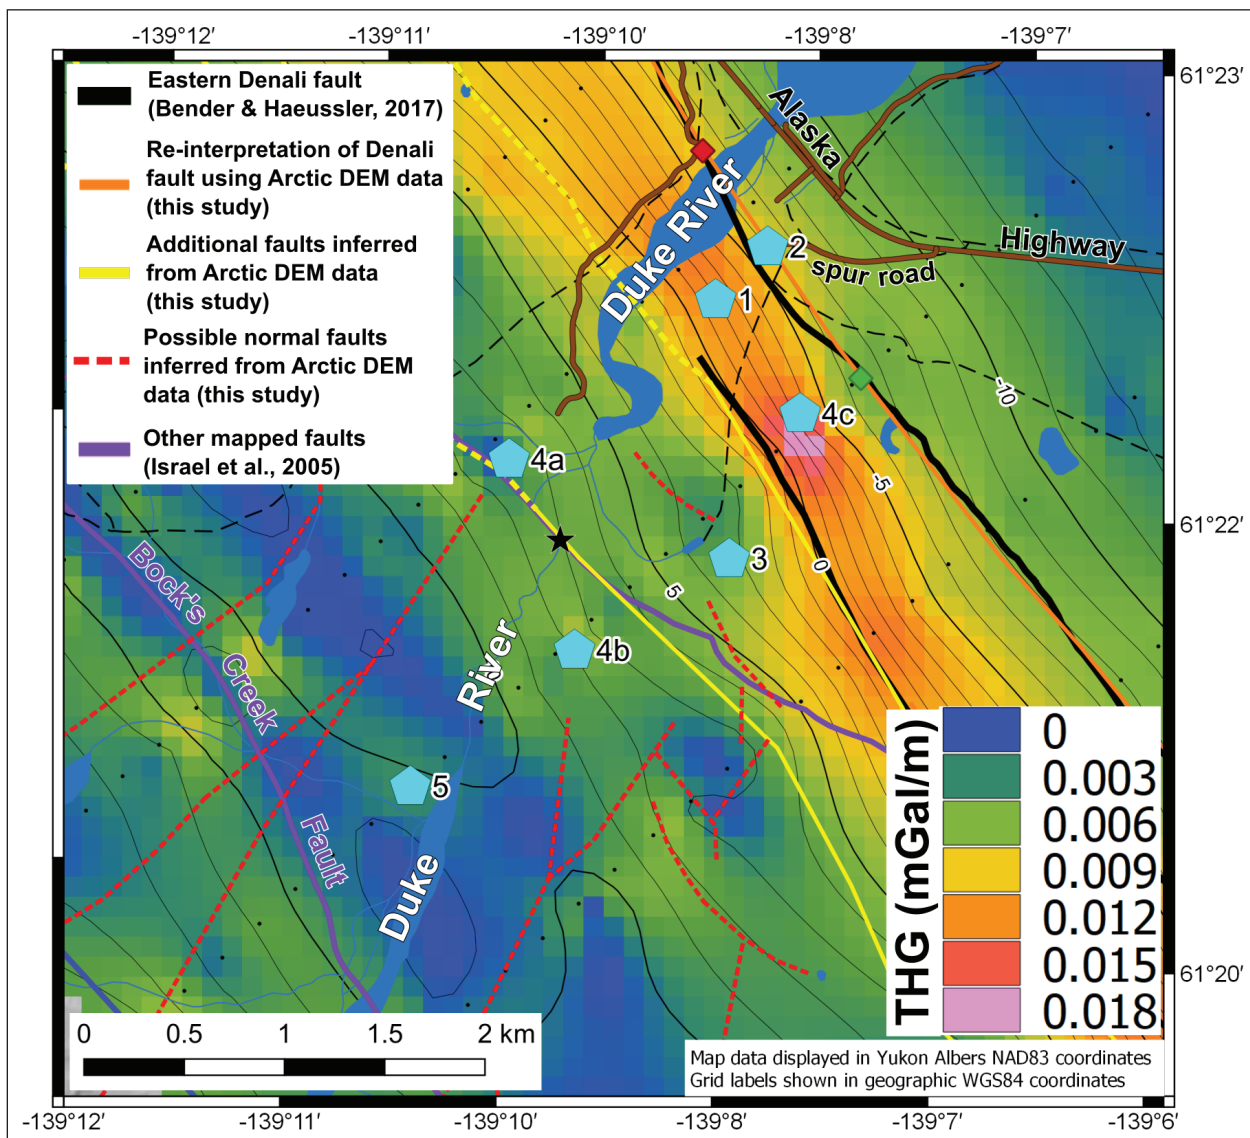 -139°12′ -139°11′ -139°10′ -139°8′ -139°7′
61°23′
61°22′
61°20′
Eastern Denali fault
(Bender & Haeussler, 2017)
Re-interpretation of Denali
fault using Arctic DEM data
(this study)
Additional faults inferred
from Arctic DEM data
(this study)
Possible normal faults
inferred from Arctic DEM
data (this study)
Other mapped faults
(Israel et al., 2005)
Alaska
Highway
spur road
Duke River
2
1
4c
4a
3
4b
5
-10
-5
0
5
Bock's
Creek
Fault
River
Duke
THG (mGal/m)
0
0.003
0.006
0.009
0.012
0.015
0.018
0 0.5 1 1.5 2 km
Map data displayed in Yukon Albers NAD83 coordinates
Grid labels shown in geographic WGS84 coordinates
-139°12′ -139°11′ -139°10′ -139°8′ -139°7′ -139°6′